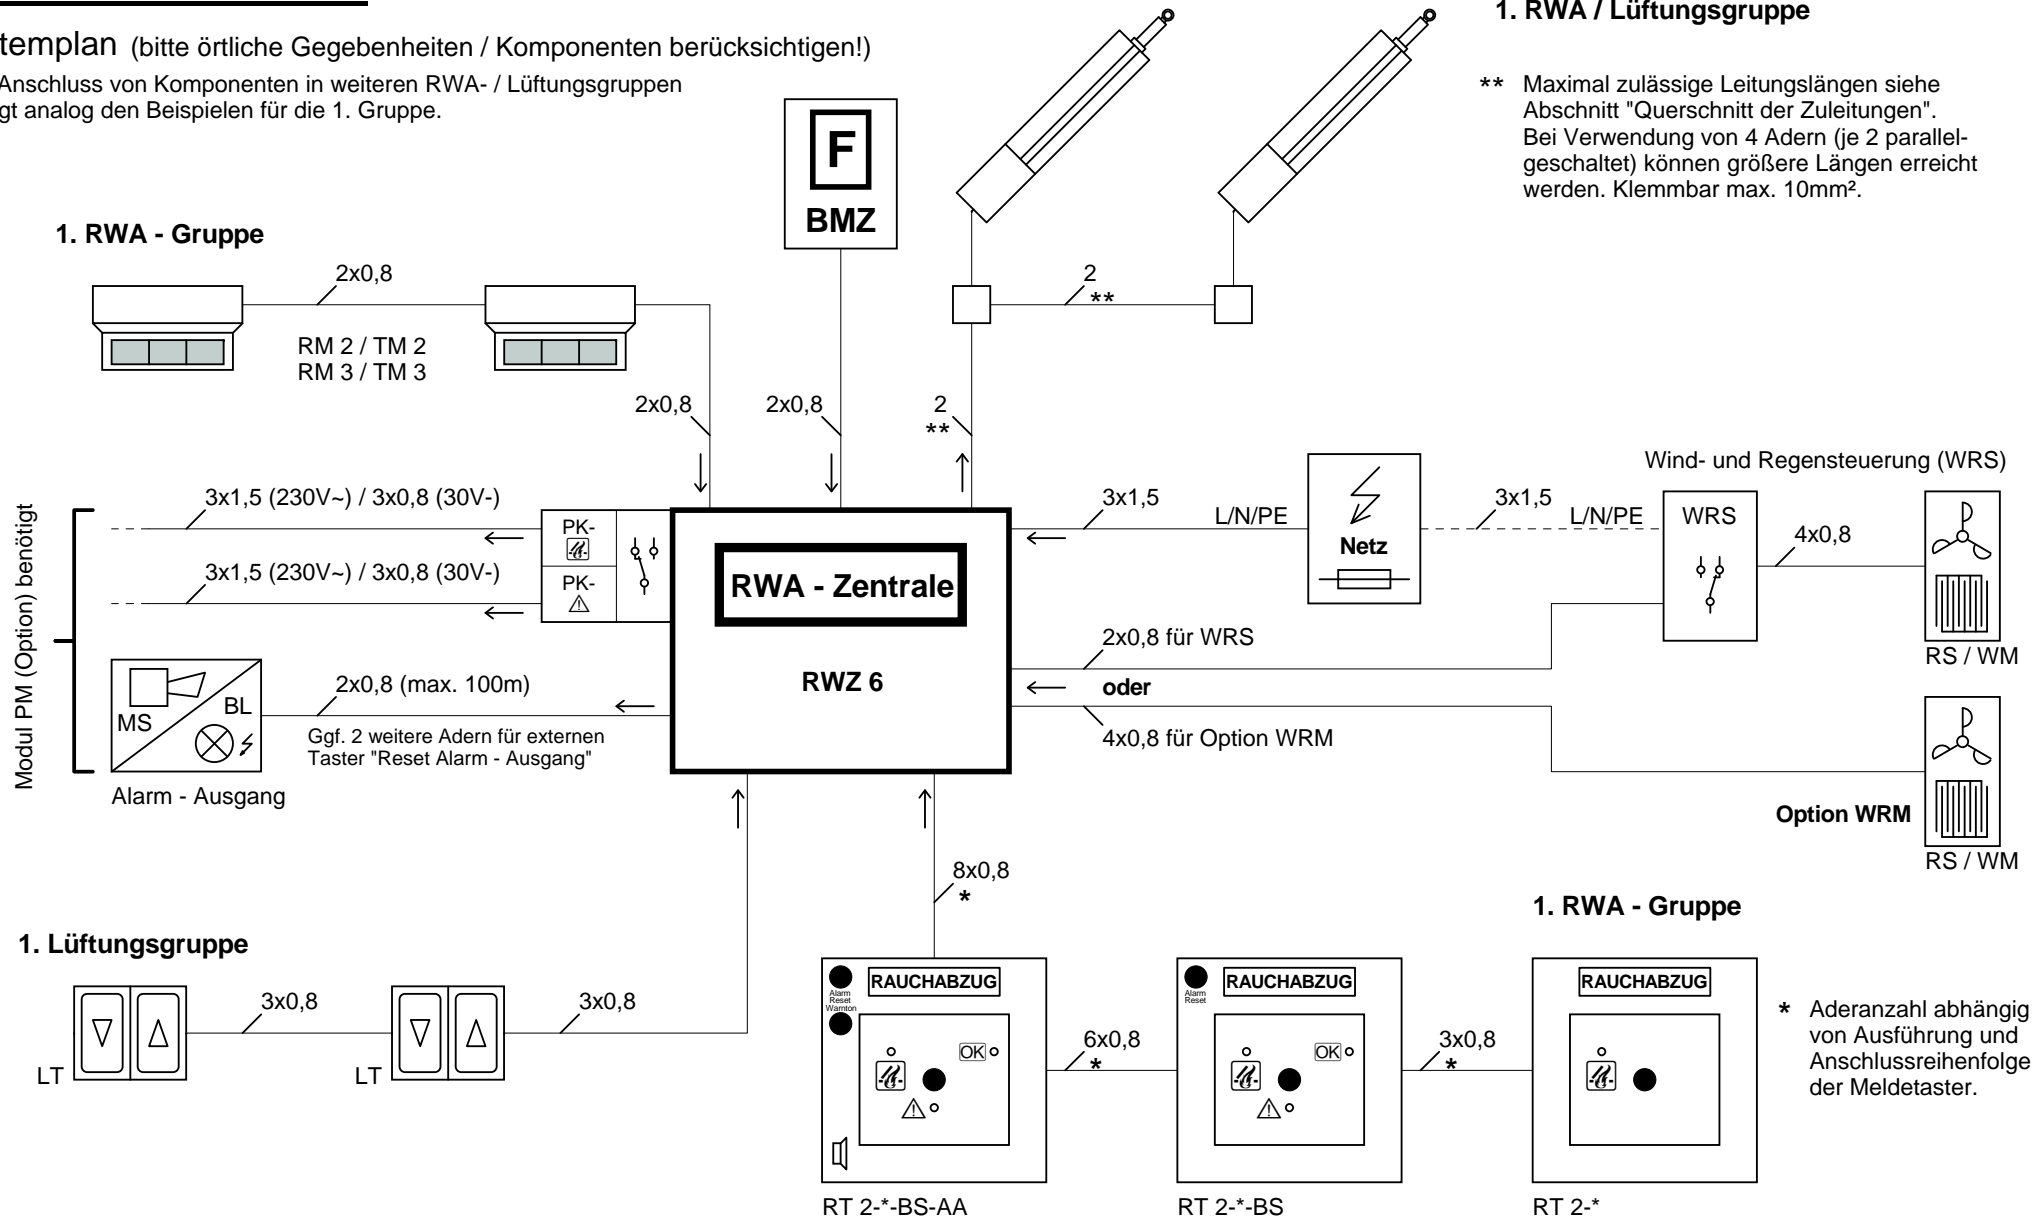 1. RWA / Lüftungsgruppe
templan (bitte örtliche Gegebenheiten / Komponenten berücksichtigen!)
Anschluss von Komponenten in weiteren RWA- / Lüftungsgruppen
gt analog den Beispielen für die 1. Gruppe.
** Maximal zulässige Leitungslängen siehe
Abschnitt "Querschnitt der Zuleitungen".
Bei Verwendung von 4 Adern (je 2 parallel-
geschaltet) können größere Längen erreicht
werden. Klemmbar max. 10mm².
F
BMZ
1. RWA - Gruppe
2x0,8
RM 2 / TM 2
RM 3 / TM 3
2
**
2x0,8
2x0,8
2
**
Modul PM (Option) benötigt
3x1,5 (230V~) / 3x0,8 (30V-)
3x1,5 (230V~) / 3x0,8 (30V-)
PK-
PK-
RWA - Zentrale
RWZ 6
3x1,5
L/N/PE
Netz
3x1,5
L/N/PE
Wind- und Regensteuerung (WRS)
WRS
4x0,8
RS / WM
2x0,8 für WRS
oder
4x0,8 für Option WRM
Option WRM
RS / WM
MS
BL
2x0,8 (max. 100m)
Ggf. 2 weitere Adern für externen
Taster "Reset Alarm - Ausgang"
Alarm - Ausgang
8x0,8
*
1. Lüftungsgruppe
LT
3x0,8
LT
3x0,8
1. RWA - Gruppe
RAUCHABZUG
Alarm
Reset
Warnton
OK
6x0,8
*
RAUCHABZUG
Alarm
Reset
OK
3x0,8
*
RAUCHABZUG
* Aderanzahl abhängig
von Ausführung und
Anschlussreihenfolge
der Meldetaster.
RT 2-*-BS-AA
RT 2-*-BS
RT 2-*